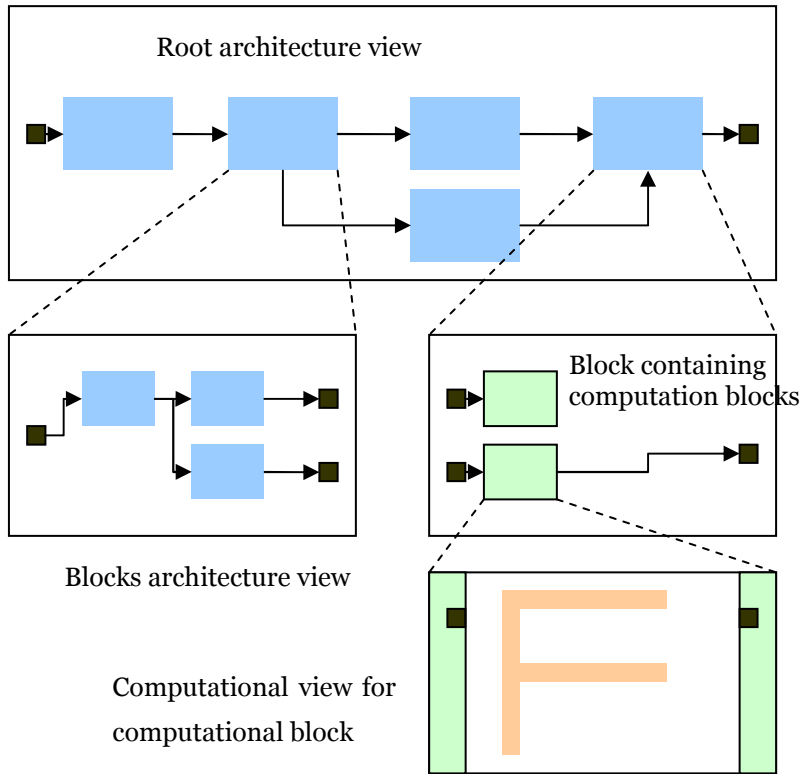 Root architecture view
Block containing
computation blocks
Blocks architecture view
Computational view for
computational block